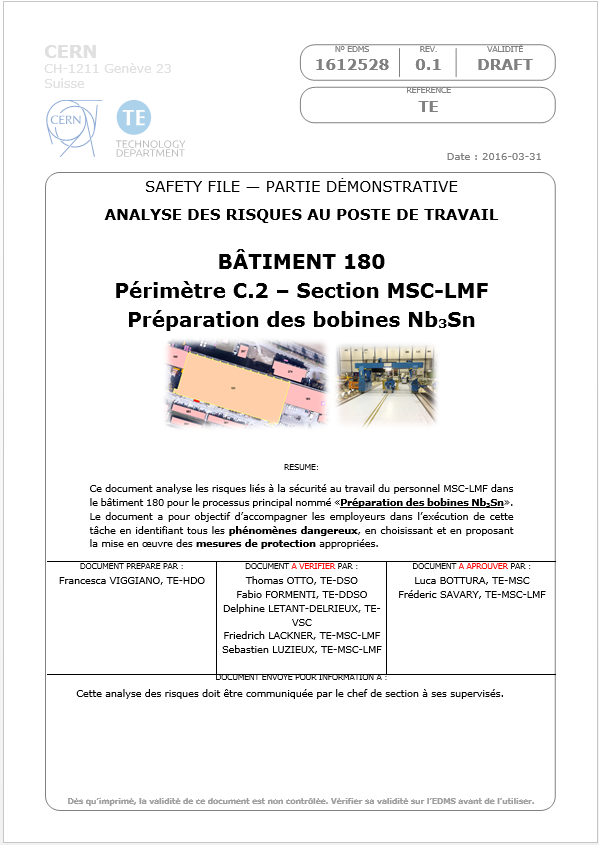 CERN
CH-1211 Genève 23
Suisse
CERN
TE
TECHNOLOGY
DEPARTMENT
Nº EDMS
REV.
VALIDITÉ
1612528
0.1
DRAFT
REFERENCE
TE
Date : 2016-03-31
SAFETY FILE — PARTIE DÉMONSTRATIVE
ANALYSE DES RISQUES AU POSTE DE TRAVAIL
BÂTIMENT 180
Périmètre C.2 – Section MSC-LMF
Préparation des bobines Nb₃Sn
RESUME:
Ce document analyse les risques liés à la sécurité au travail du personnel MSC-LMF dans
le bâtiment 180 pour le processus principal nommé «Préparation des bobines Nb₃Sn».
Le document a pour objectif d’accompagner les employeurs dans l’exécution de cette
tâche en identifiant tous les phénomènes dangereux, en choisissant et en proposant
la mise en œuvre des mesures de protection appropriées.
DOCUMENT PREPARE PAR :
Francesca VIGGIANO, TE-HDO
DOCUMENT A VERIFIER PAR :
Thomas OTTO, TE-DSO
Fabio FORMENTI, TE-DDSO
Delphine LETANT-DELRIEUX, TE-
VSC
Friedrich LACKNER, TE-MSC-LMF
Sebastien LUZIEUX, TE-MSC-LMF
DOCUMENT A APROUVER PAR :
Luca BOTTURA, TE-MSC
Fréderic SAVARY, TE-MSC-LMF
DOCUMENT ENVOYE POUR INFORMATION A :
Cette analyse des risques doit être communiquée par le chef de section à ses supervisés.
Dès qu’imprimé, la validité de ce document est non contrôlée. Vérifier sa validité sur l’EDMS avant de l'utiliser.